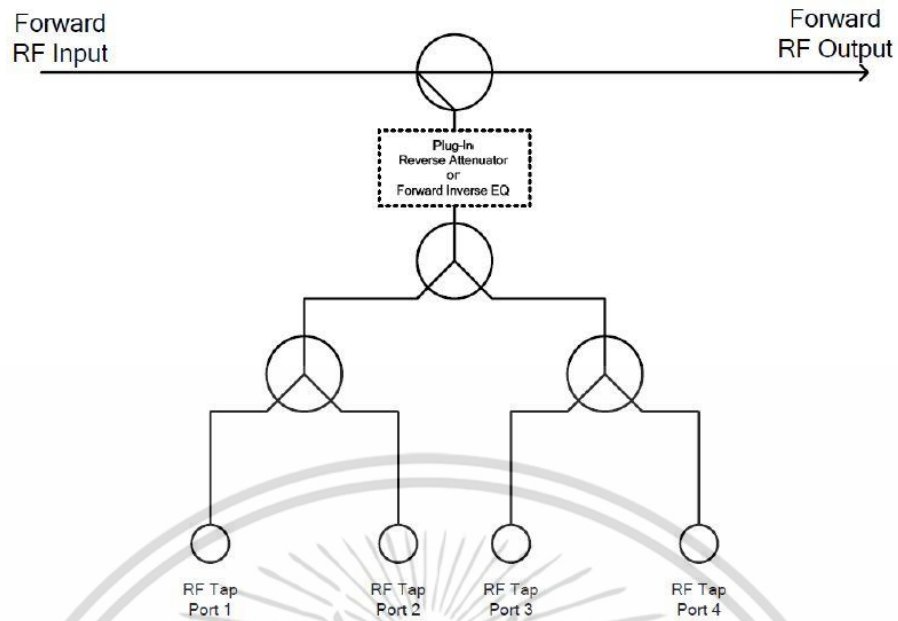 Forward
RF Input
Forward
RF Output
Plug-In
Reverse Attenuator
or
Forward Inverse EQ
RF Tap
Port 1
RF Tap
Port 2
RF Tap
Port 3
RF Tap
Port 4